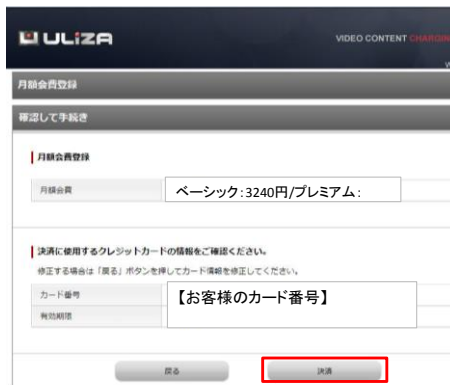 ULIZA
VIDEO CONTENT CHARGING
月額会費登録
確認して手続き
月額会費登録
月額会費
ベーシック:3240円/プレミアム:
決済に使用するクレジットカードの情報をご確認ください。
修正する場合は「戻る」ボタンを押してカード情報を修正してください。
カード番号
【お客様のカード番号】
有効期限
戻る
決済